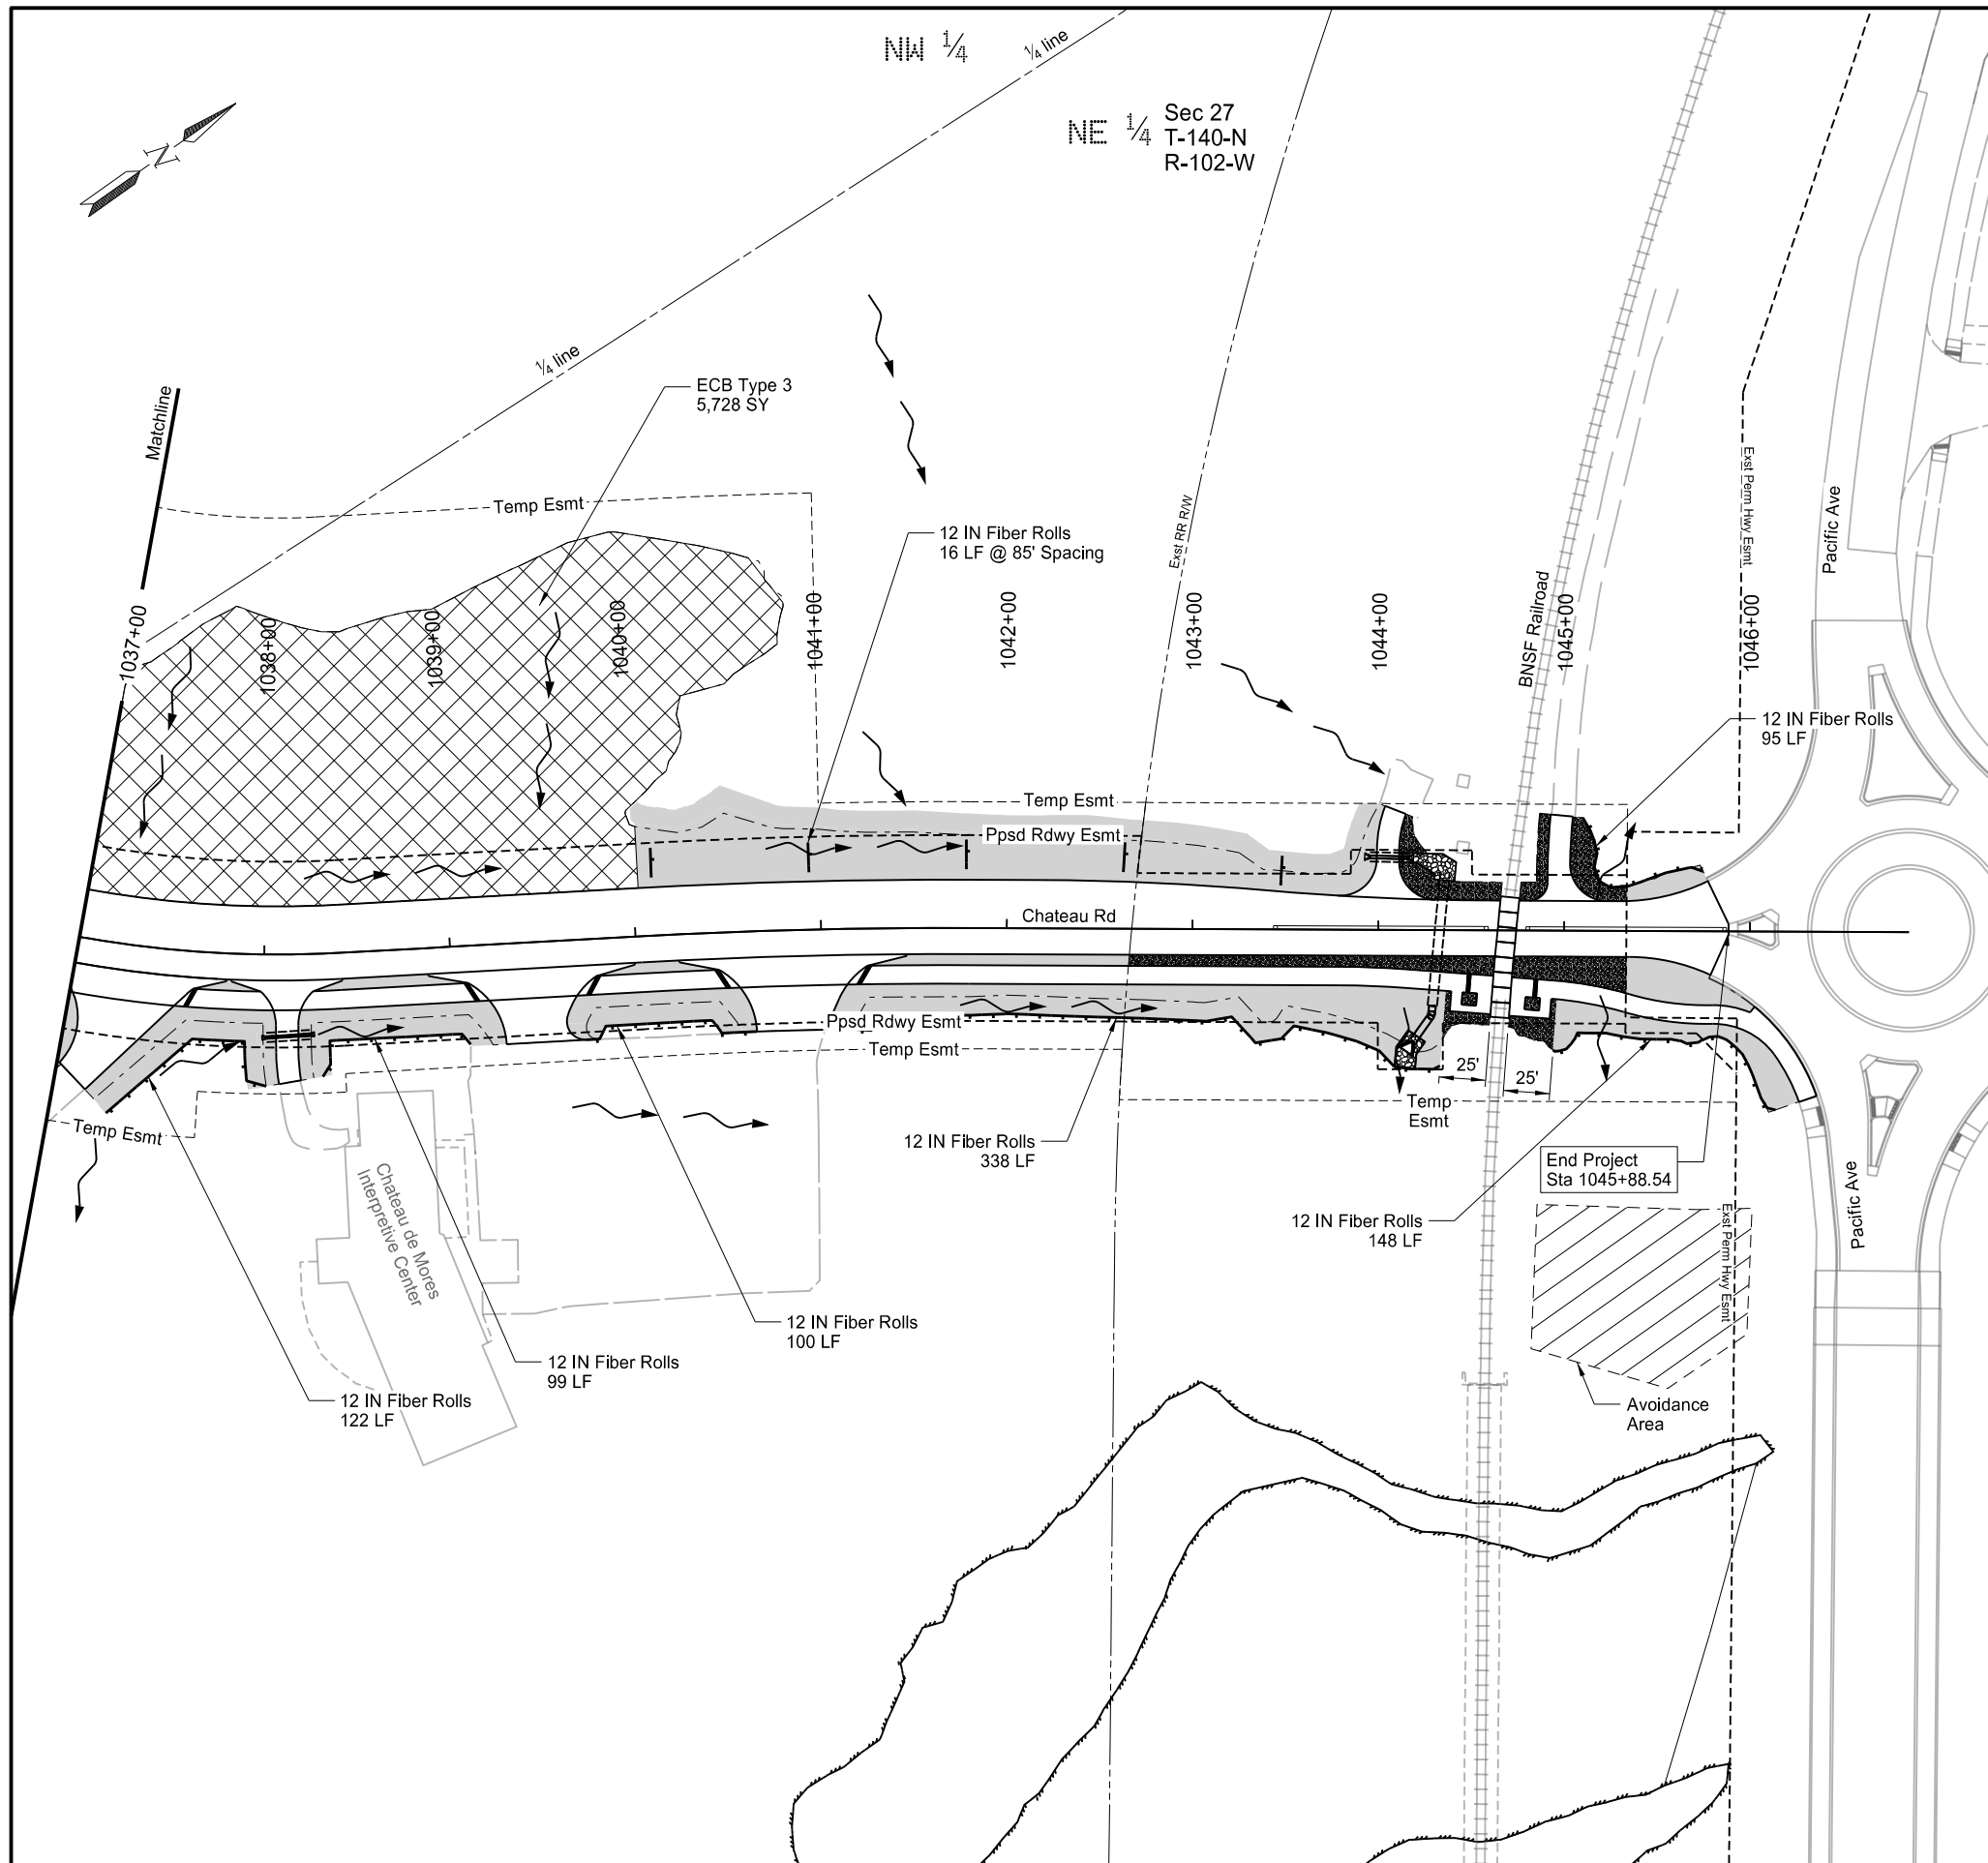 NW 1/4
1/4 line
NE 1/4
Sec 27
T-140-N
R-102-W
N
1/4 line
Matchline
ECB Type 3
5,728 SY
Temp Esmt
12 IN Fiber Rolls
16 LF @ 85' Spacing
Exst RR R/W
Exst Perm Hwy Esmt
Pacific Ave
BNSF Railroad
1037+00
1038+00
1039+00
1040+00
1041+00
1042+00
1043+00
1044+00
1045+00
1046+00
12 IN Fiber Rolls
95 LF
Temp Esmt
Ppsd Rdwy Esmt
Chateau Rd
Ppsd Rdwy Esmt
Temp Esmt
25'
25'
Temp
Esmt
Temp Esmt
12 IN Fiber Rolls
338 LF
End Project
Sta 1045+88.54
Chateau de Mores
Interpretive Center
12 IN Fiber Rolls
148 LF
Exst Perm Hwy Esmt
Pacific Ave
12 IN Fiber Rolls
100 LF
12 IN Fiber Rolls
99 LF
12 IN Fiber Rolls
122 LF
Avoidance
Area